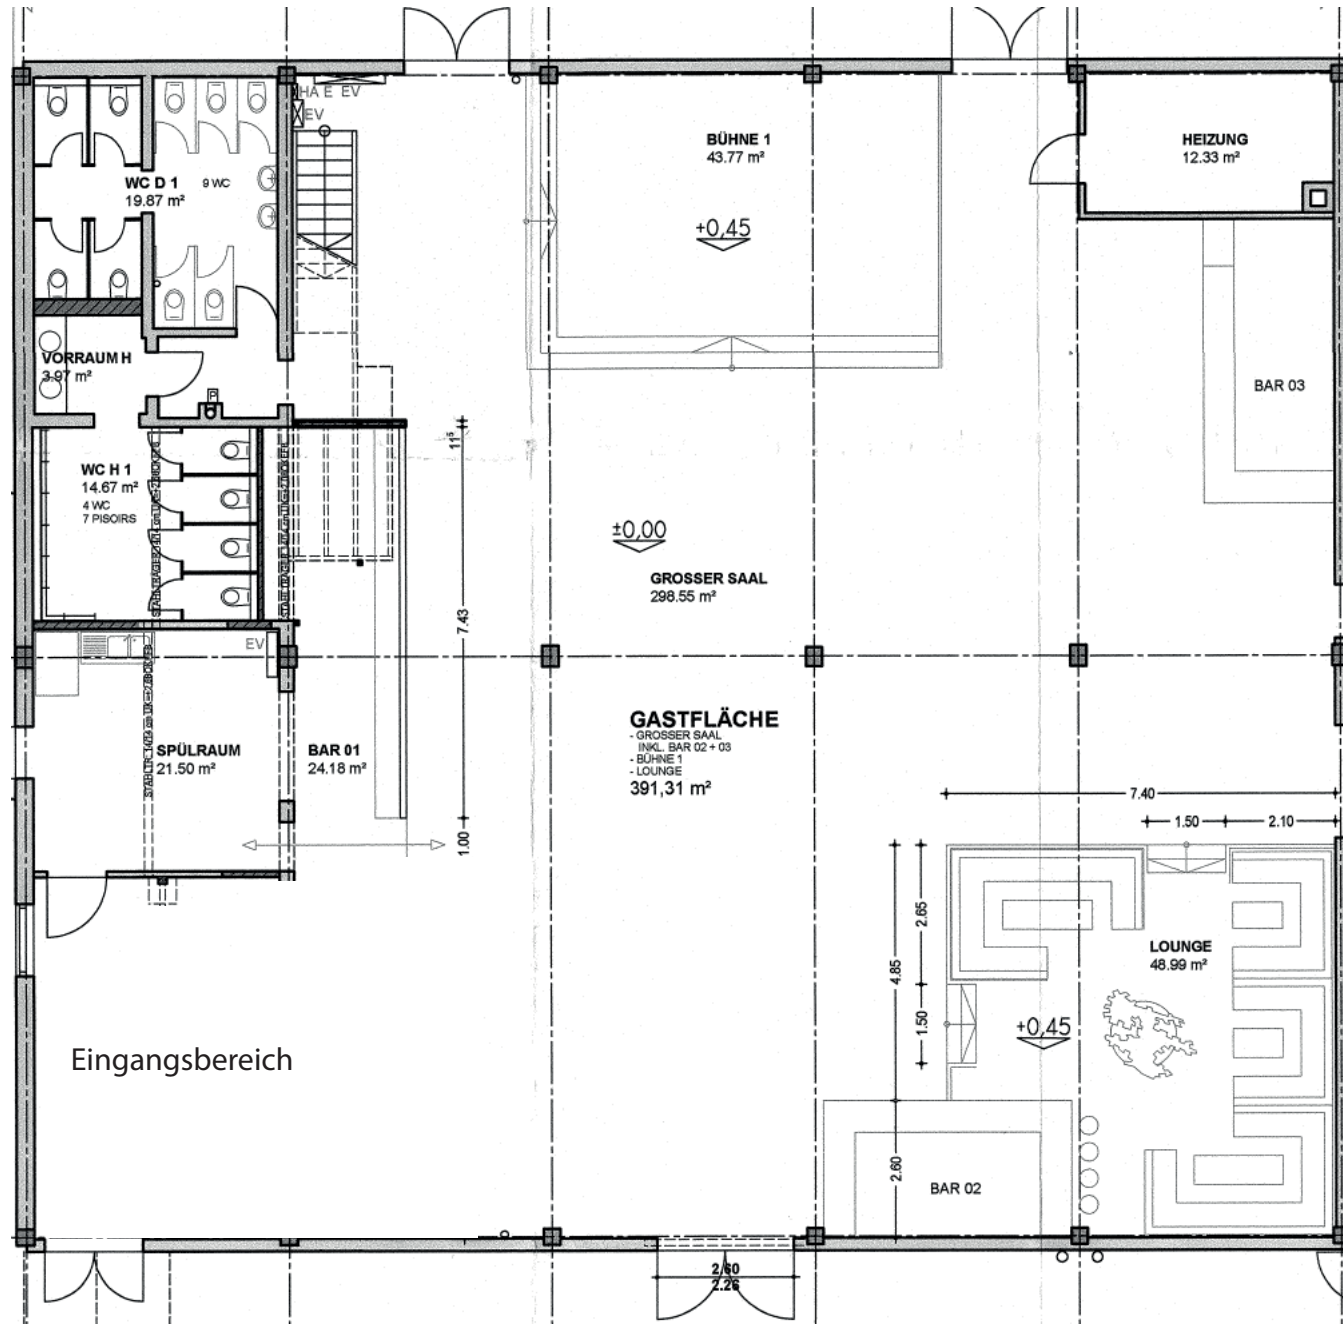 HA E EV
EV
BÜHNE 1
43.77 m²
HEIZUNG
12.33 m²
WC D 1
19.87 m²
9 WC
+0,45
VORRAUM H
3.97 m²
P
BAR 03
WC H 1
14.67 m²
4 WC
7 PISOIRS
11⁵
7.43
1.00
±0,00
GROSSER SAAL
298.55 m²
EV
SPÜLRAUM
21.50 m²
BAR 01
24.18 m²
GASTFLÄCHE
- GROSSER SAAL
INKL. BAR 02 + 03
- BÜHNE 1
- LOUNGE
391,31 m²
7.40
1.50
2.10
2.65
4.85
1.50
2.60
LOUNGE
48.99 m²
+0,45
Eingangsbereich
BAR 02
2.60
2.26